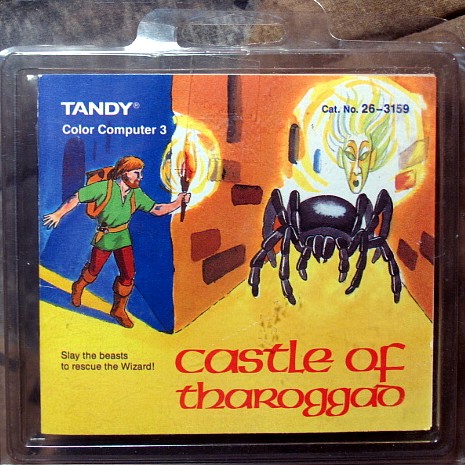 TANDY®
Color Computer 3
Cat. No. 26-3159
Slay the beasts
to rescue the Wizard!
castle of
tharoggad